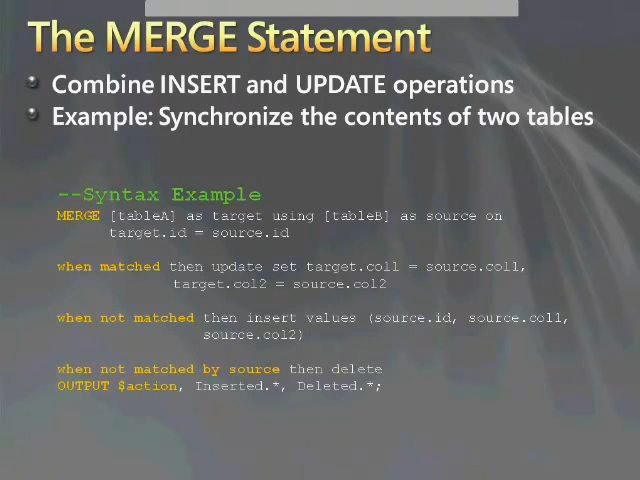 The MERGE Statement
Combine INSERT and UPDATE operations
Example: Synchronize the contents of two tables
--Syntax Example
MERGE [tableA] as target using [tableB] as source on
target.id = source.id
when matched then update set target.col1 = source.col1,
target.col2 = source.col2
when not matched then insert values (source.id, source.col1,
source.col2)
when not matched by source then delete
OUTPUT $action, Inserted.*, Deleted.*;